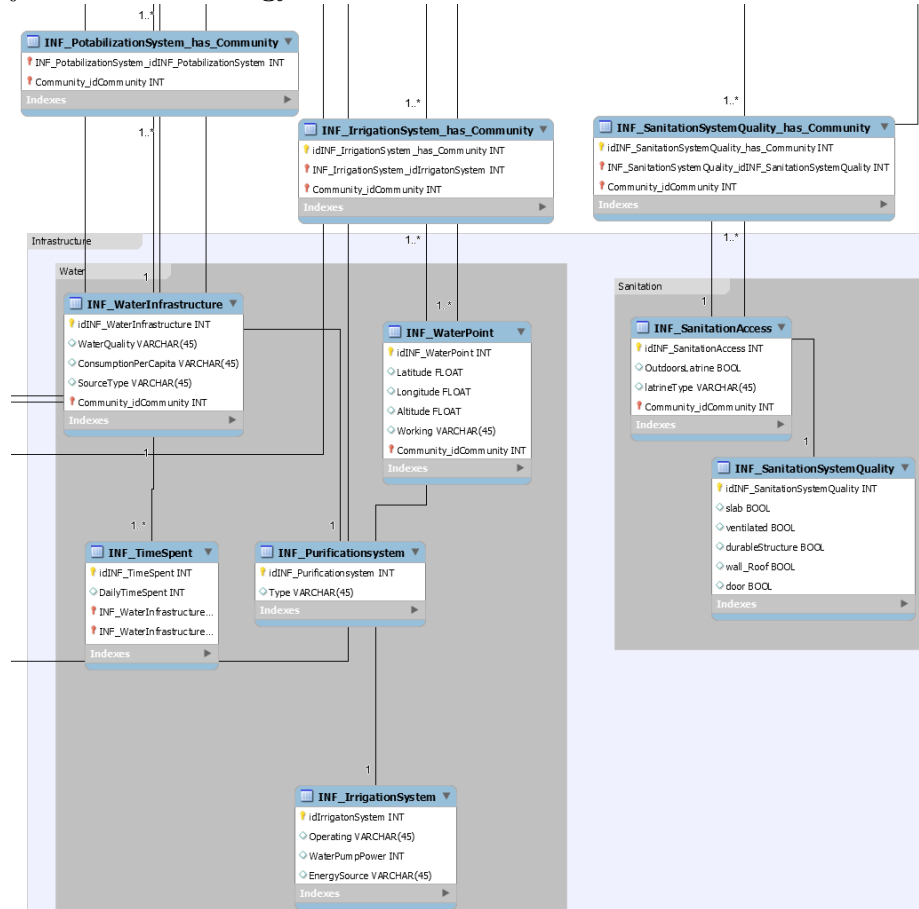 1..*
INF_PotabilizationSystem_has_Community
INF_PotabilizationSystem_idINF_PotabilizationSystem INT
Community_idCommunity INT
Indexes
1..*
1..*
INF_IrrigationSystem_has_Community
idINF_IrrigationSystem_has_Community INT
INF_IrrigationSystem_idIrrigatonSystem INT
Community_idCommunity INT
Indexes
1..*
1..*
INF_SanitationSystemQuality_has_Community
idINF_SanitationSystemQuality_has_Community INT
INF_SanitationSystemQuality_idINF_SanitationSystemQuality INT
Community_idCommunity INT
Indexes
1..*
Infrastructure
Water
1
INF_WaterInfrastructure
idINF_WaterInfrastructure INT
WaterQuality VARCHAR(45)
ConsumptionPerCapita VARCHAR(45)
SourceType VARCHAR(45)
Community_idCommunity INT
Indexes
1
1..*
INF_WaterPoint
idINF_WaterPoint INT
Latitude FLOAT
Longitude FLOAT
Altitude FLOAT
Working VARCHAR(45)
Community_idCommunity INT
Indexes
Sanitation
1
INF_SanitationAccess
idINF_SanitationAccess INT
OutdoorsLatrine BOOL
latrineType VARCHAR(45)
Community_idCommunity INT
Indexes
1
INF_SanitationSystemQuality
idINF_SanitationSystemQuality INT
slab BOOL
ventilated BOOL
durableStructure BOOL
wall_Roof BOOL
door BOOL
Indexes
1..*
INF_TimeSpent
idINF_TimeSpent INT
DailyTimeSpent INT
INF_WaterInfrastructure...
INF_WaterInfrastructure...
Indexes
1
INF_Purificationsystem
idINF_Purificationsystem INT
Type VARCHAR(45)
Indexes
1
INF_IrrigationSystem
idIrrigatonSystem INT
Operating VARCHAR(45)
WaterPumpPower INT
EnergySource VARCHAR(45)
Indexes